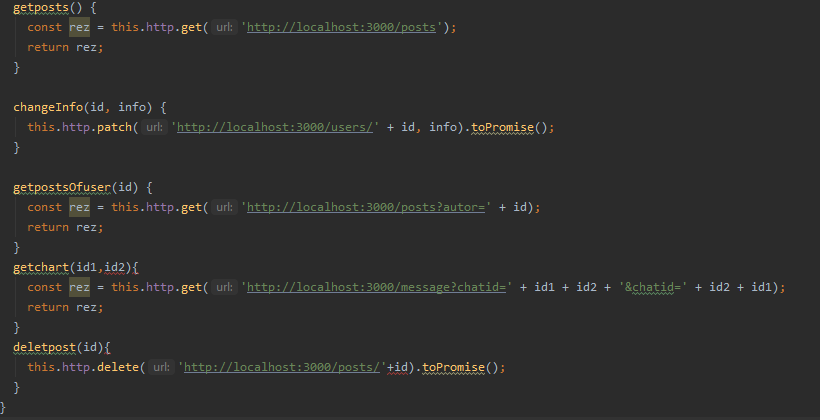 getposts() {
const rez = this.http.get( url: 'http://localhost:3000/posts');
return rez;
}
changeInfo(id, info) {
this.http.patch( url: 'http://localhost:3000/users/' + id, info).toPromise();
}
getpostsOfuser(id) {
const rez = this.http.get( url: 'http://localhost:3000/posts?autor=' + id);
return rez;
}
getchart(id1,id2){
const rez = this.http.get( url: 'http://localhost:3000/message?chatid=' + id1 + id2 + '&chatid=' + id2 + id1);
return rez;
}
deletpost(id){
this.http.delete( url: 'http://localhost:3000/posts/'+id).toPromise();
}
}